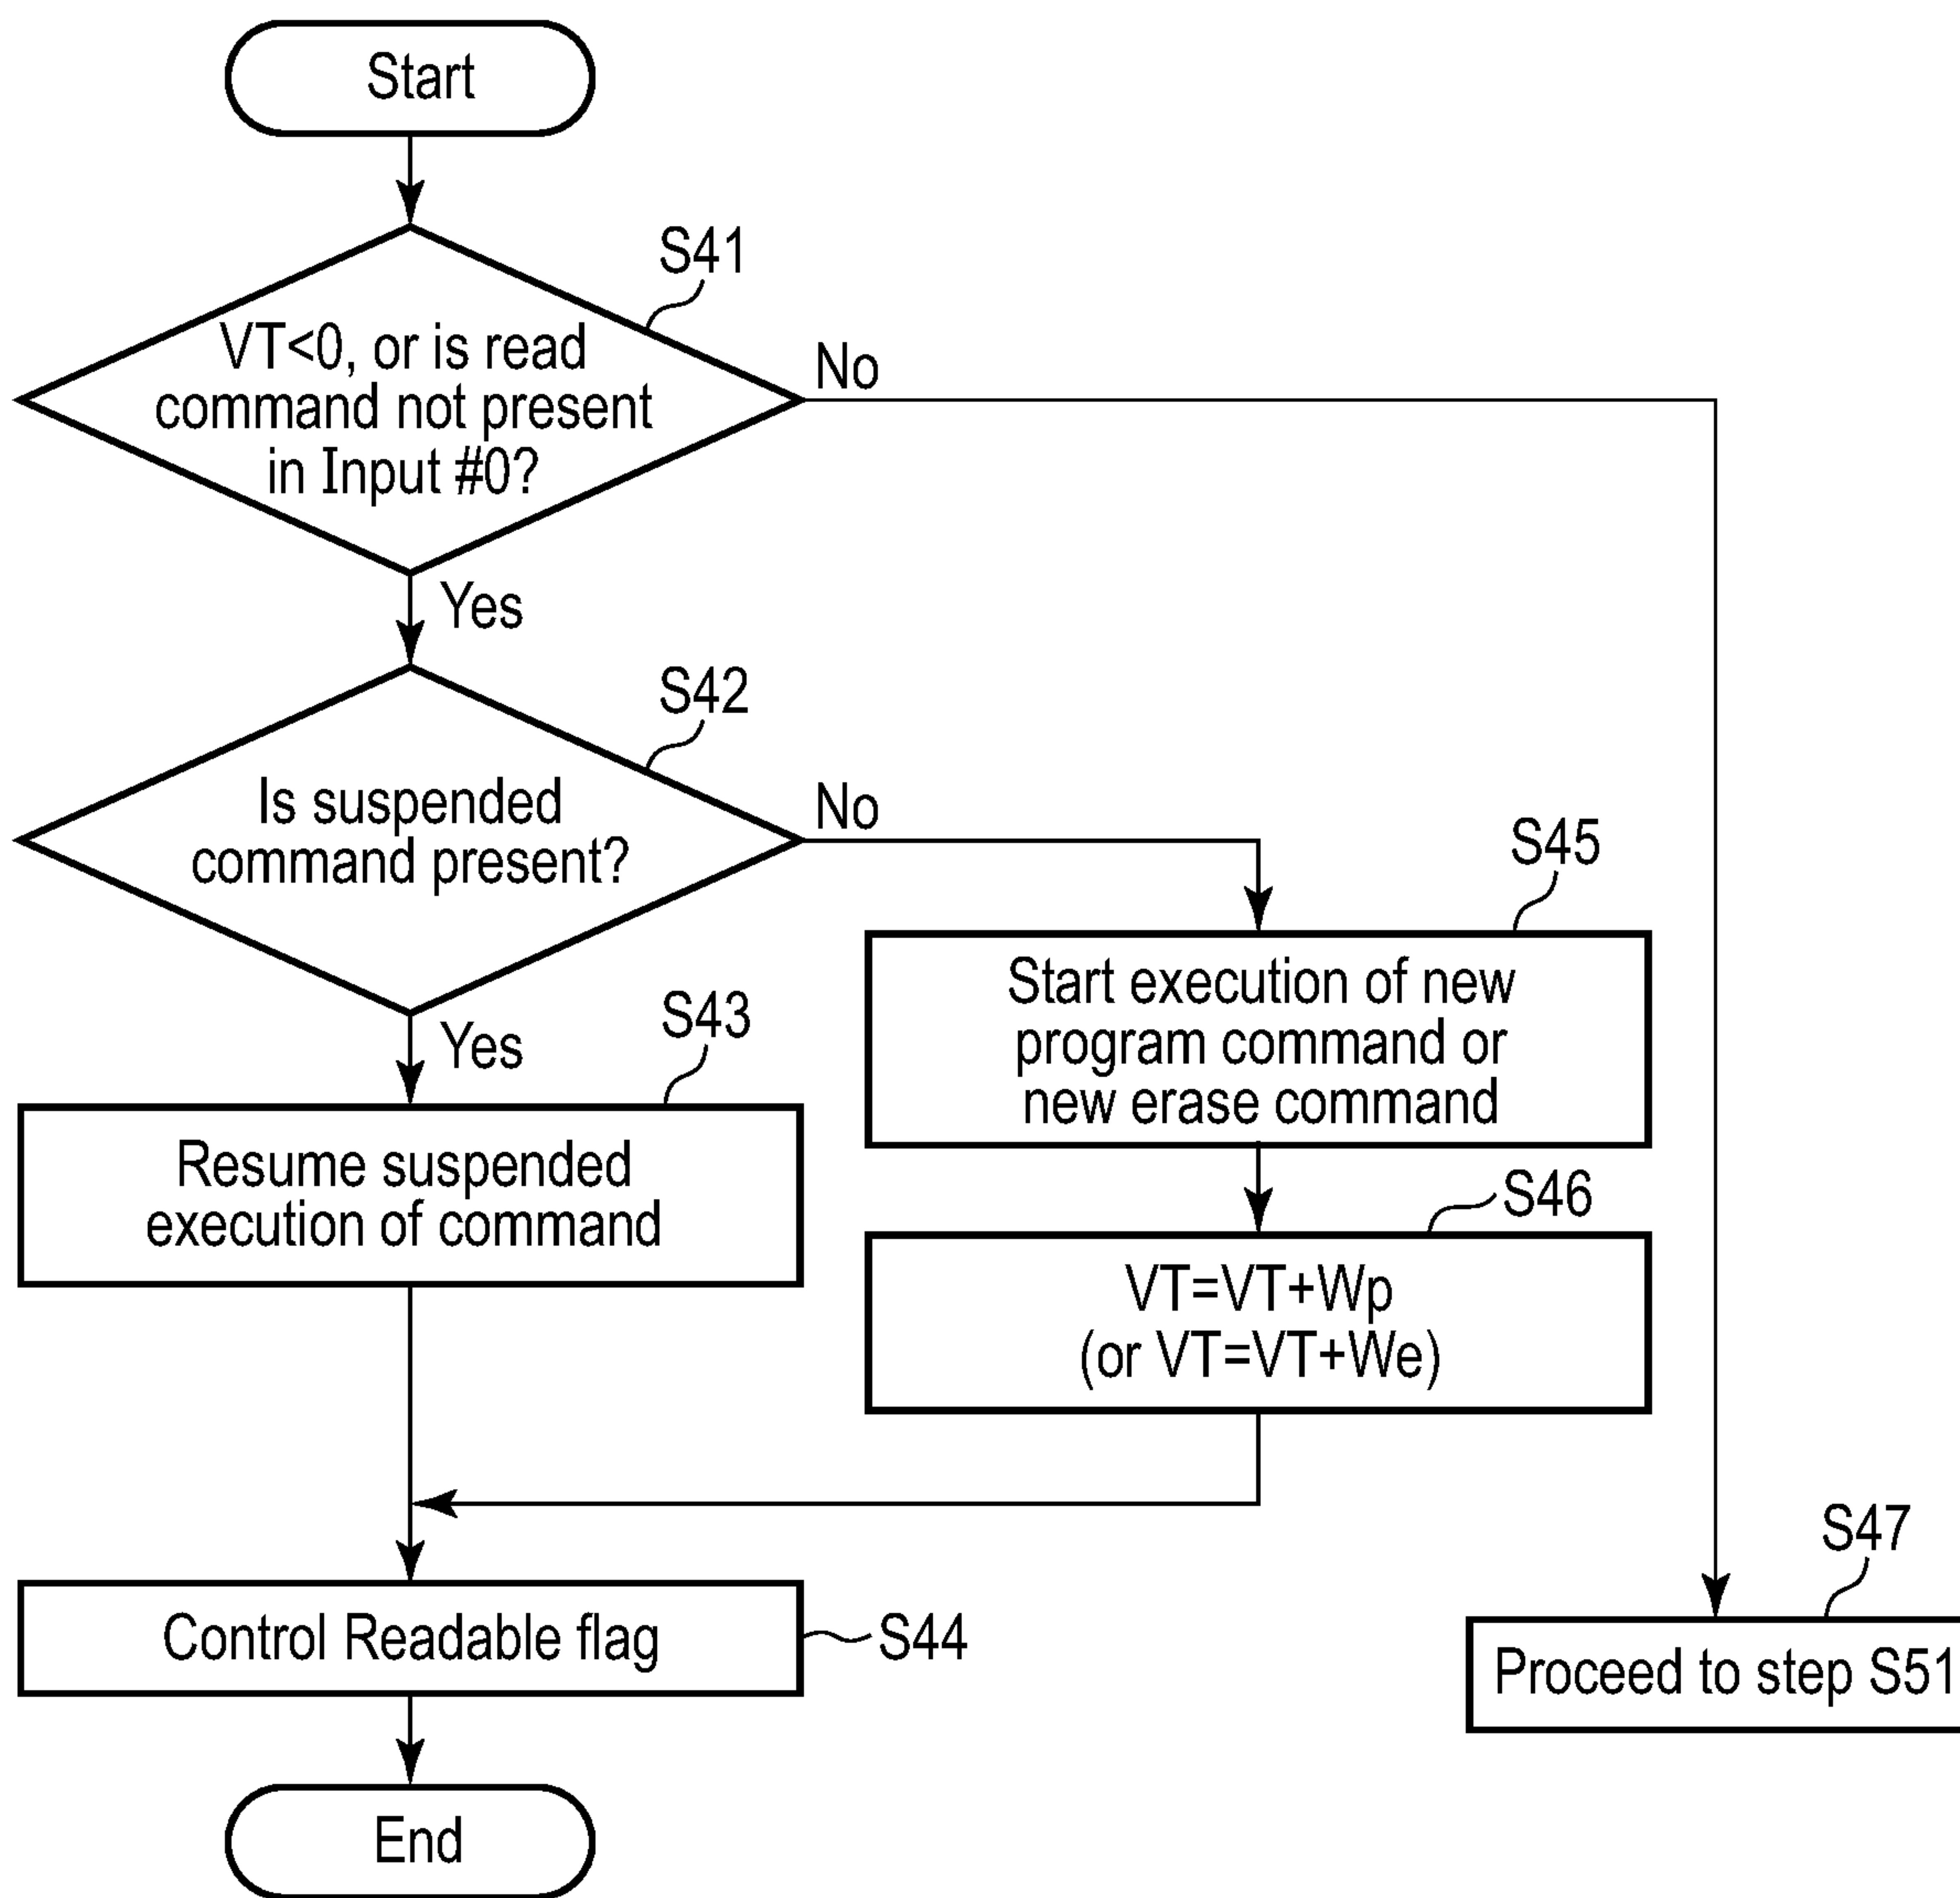 Start
S41
VT<0, or is read
command not present
in Input #0?
No
Yes
S42
Is suspended
command present?
No
S45
Start execution of new
program command or
new erase command
Yes
S43
Resume suspended
execution of command
S46
VT=VT+Wp
(or VT=VT+We)
S47
Control Readable flag
S44
Proceed to step S51
End